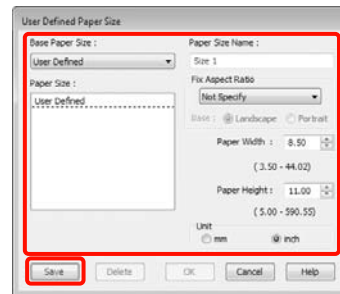 User Defined Paper Size
Base Paper Size :
User Defined
Paper Size :
User Defined
Paper Size Name :
Size 1
Fix Aspect Ratio
Not Specify
Base : Landscape Portrait
Paper Width : 8.50
( 3.50 - 44.02)
Paper Height : 11.00
( 5.00 - 590.55)
Unit
mm inch
Save Delete OK Cancel Help